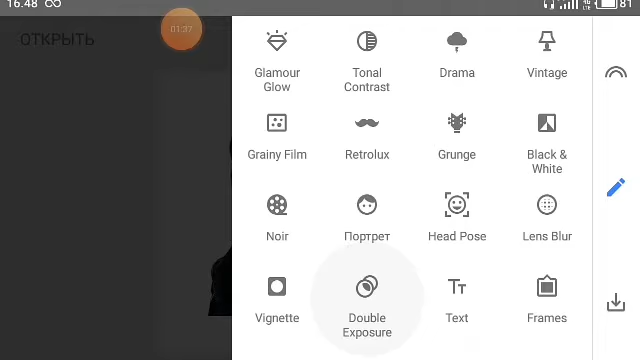 16.48
81
ОТКРЫТЬ
01:37
Glamour Glow
Tonal Contrast
Drama
Vintage
Grainy Film
Retrolux
Grunge
Black & White
Noir
Портрет
Head Pose
Lens Blur
Vignette
Double Exposure
Text
Frames